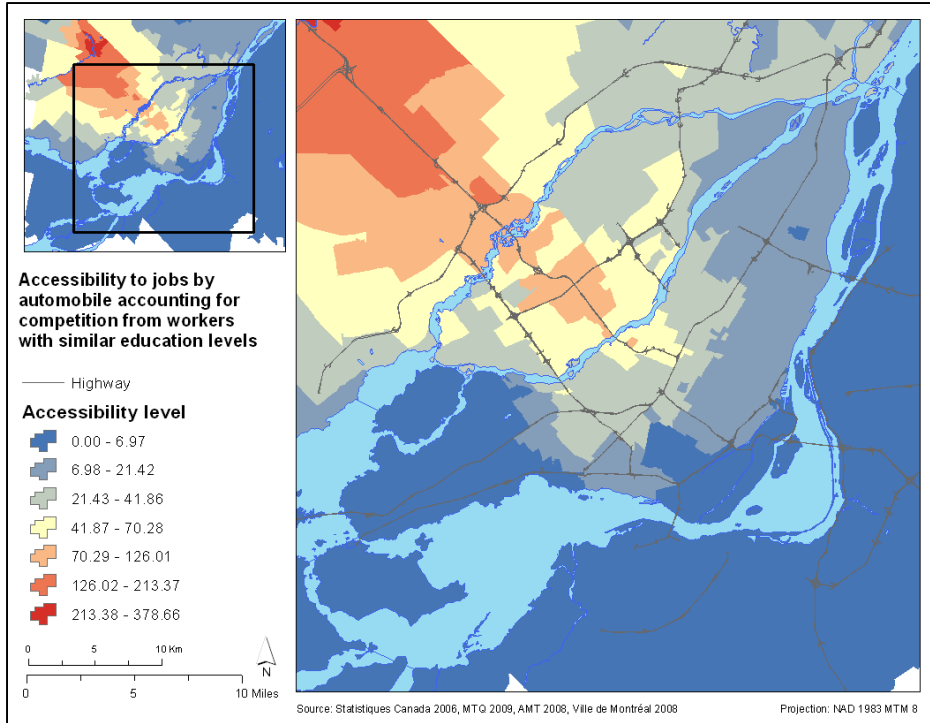 Accessibility to jobs by
automobile accounting for
competition from workers
with similar education levels
Highway
Accessibility level
0.00 - 6.97
6.98 - 21.42
21.43 - 41.86
41.87 - 70.28
70.29 - 126.01
126.02 - 213.37
213.38 - 378.66
0 5 10 Km
N
0 5 10 Miles
Source: Statistiques Canada 2006, MTQ 2009, AMT 2008, Ville de Montréal 2008
Projection: NAD 1983 MTM 8